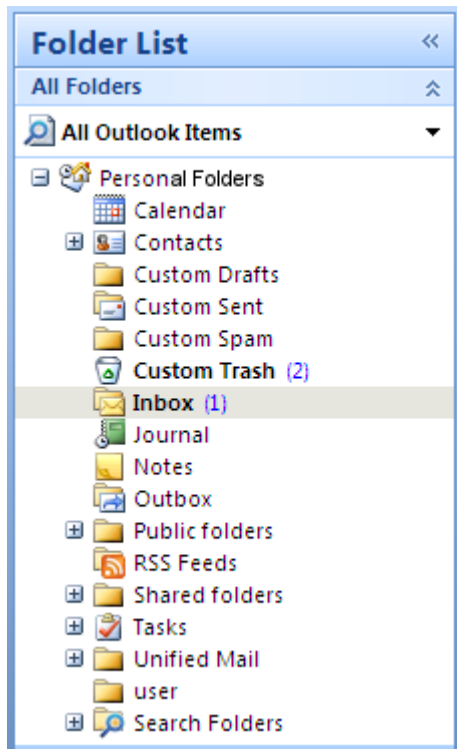 Folder List
All Folders
All Outlook Items
Personal Folders
Calendar
Contacts
Custom Drafts
Custom Sent
Custom Spam
Custom Trash (2)
Inbox (1)
Journal
Notes
Outbox
Public folders
RSS Feeds
Shared folders
Tasks
Unified Mail
user
Search Folders